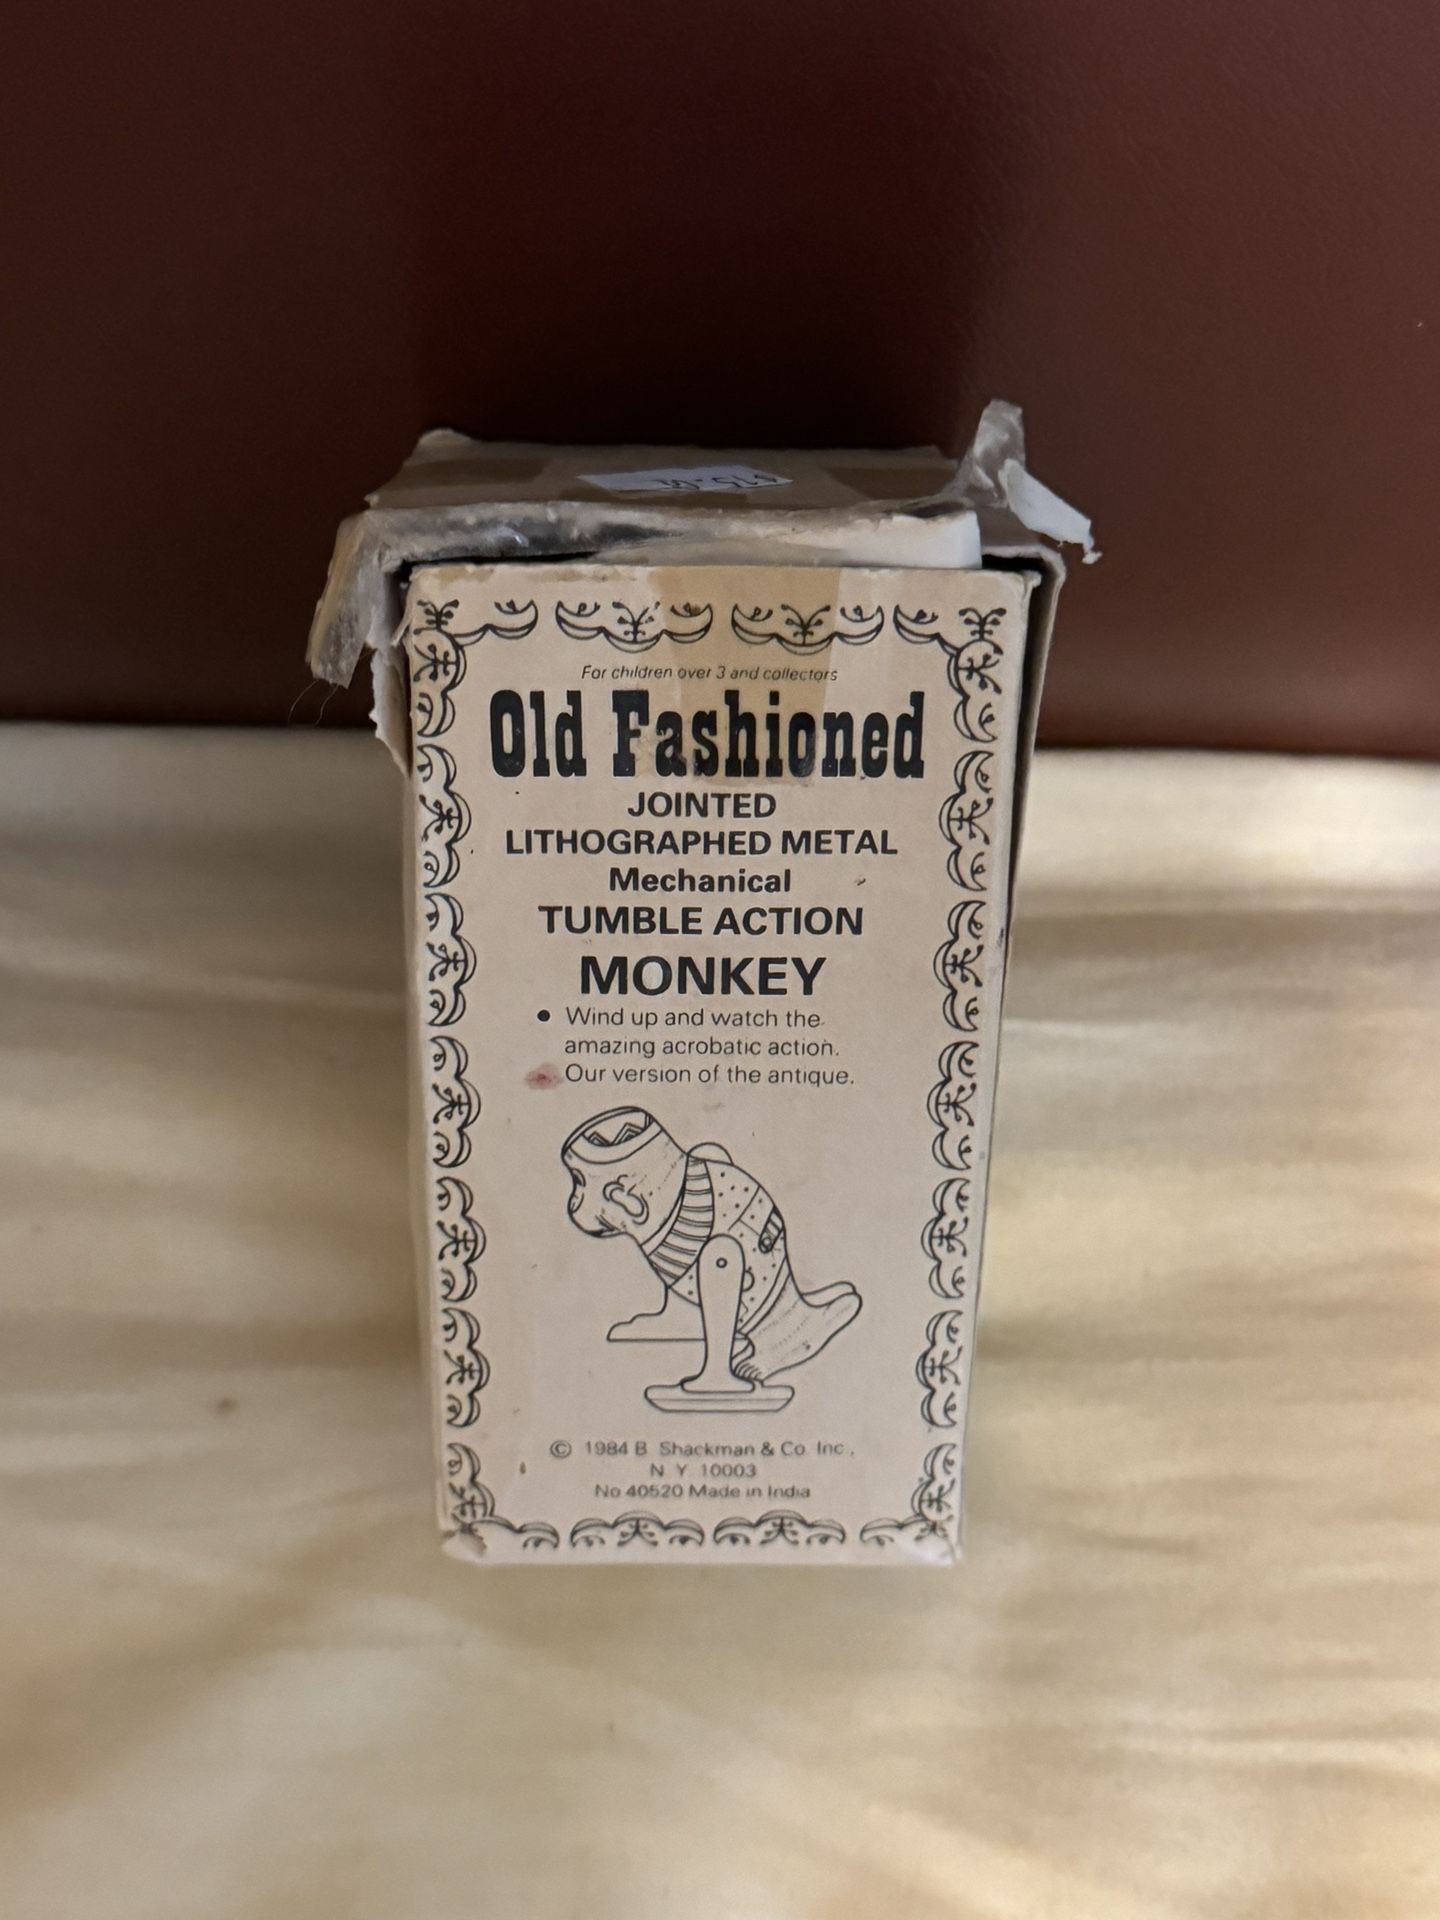 For children over 3 and collectors
Old Fashioned
JOINTED
LITHOGRAPHED METAL
Mechanical
TUMBLE ACTION
MONKEY
• Wind up and watch the
amazing acrobatic action.
Our version of the antique.
© 1984 B. Shackman & Co. Inc.,
N. Y. 10003
No 40520 Made in India